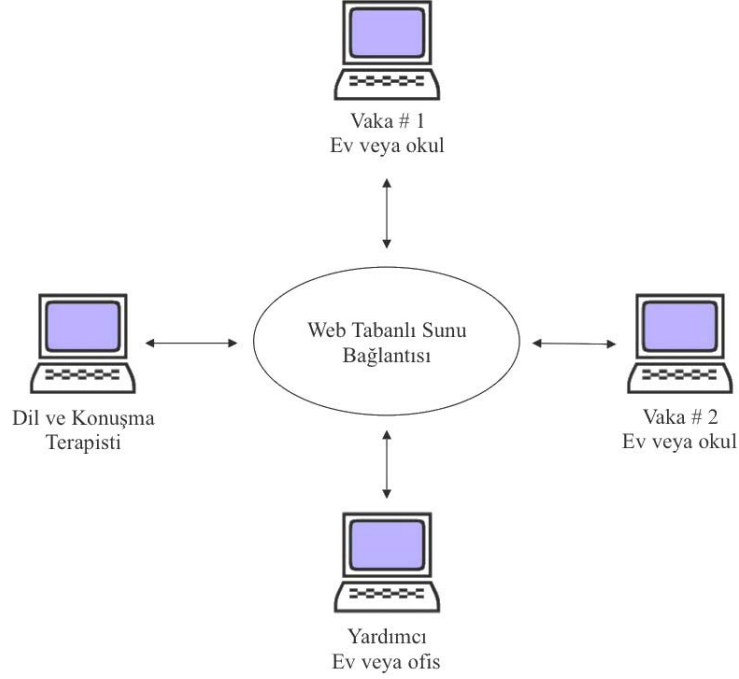 Vaka # 1
Ev veya okul
Web Tabanlı Sunu
Bağlantısı
Dil ve Konuşma
Terapisti
Vaka # 2
Ev veya okul
Yardımcı
Ev veya ofis